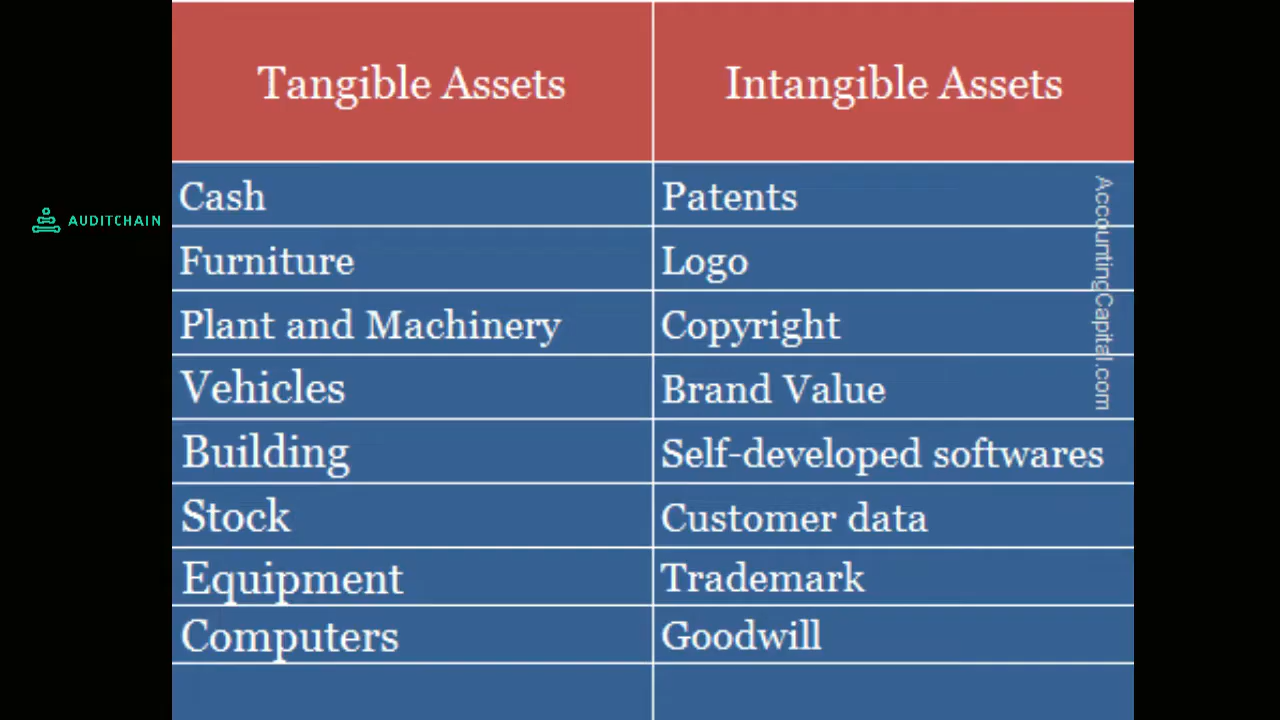 Tangible Assets Intangible Assets
Cash Patents
Furniture Logo
Plant and Machinery Copyright
Vehicles Brand Value
Building Self-developed softwares
Stock Customer data
Equipment Trademark
Computers Goodwill
AUDITCHAIN
AccountingCapital.com